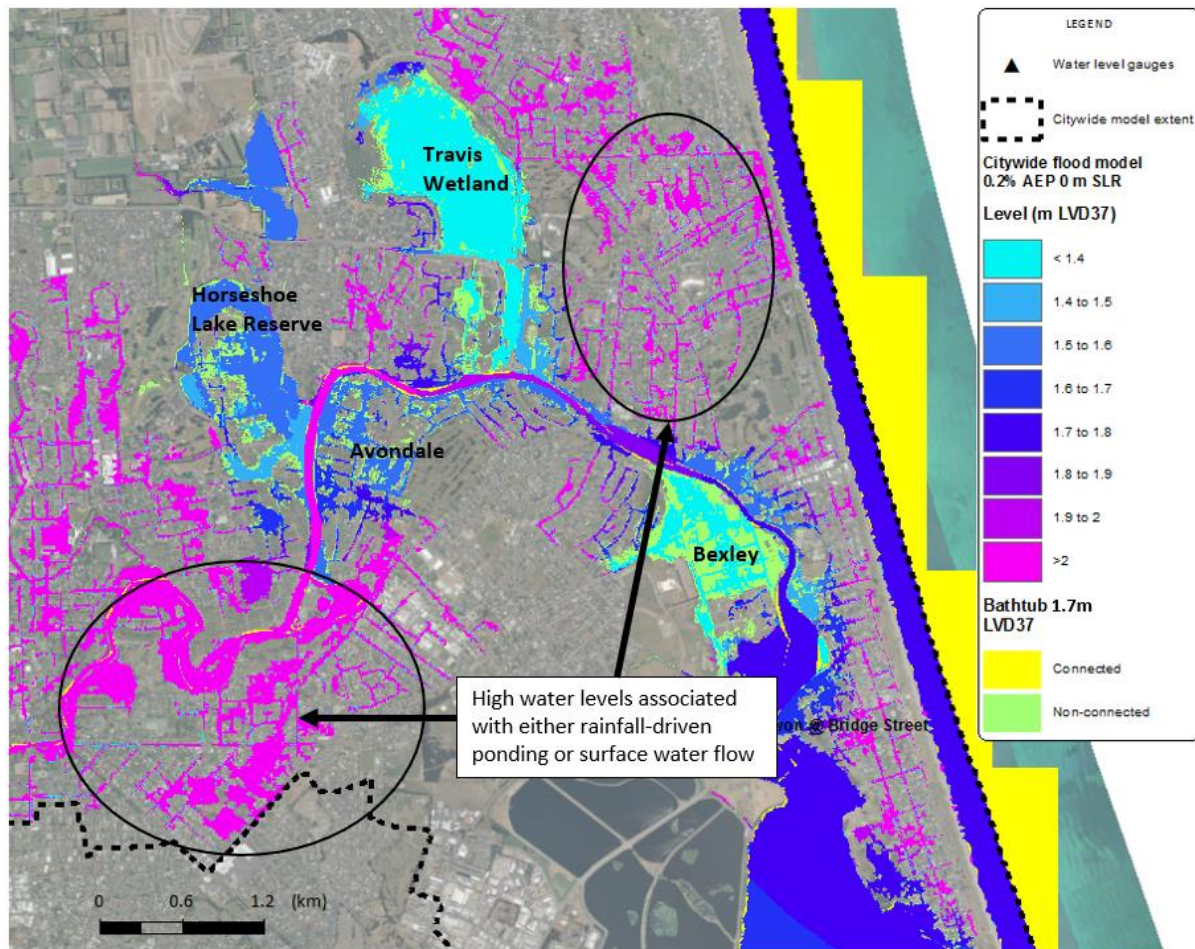 Travis
Wetland
Horseshoe
Lake Reserve
Avondale
Bexley
High water levels associated
with either rainfall-driven
ponding or surface water flow
von @ Bridge Street
0 0.6 1.2 (km)
LEGEND
Water level gauges
Citywide model extent
Citywide flood model
0.2% AEP 0 m SLR
Level (m LVD37)
< 1.4
1.4 to 1.5
1.5 to 1.6
1.6 to 1.7
1.7 to 1.8
1.8 to 1.9
1.9 to 2
>2
Bathtub 1.7m
LVD37
Connected
Non-connected